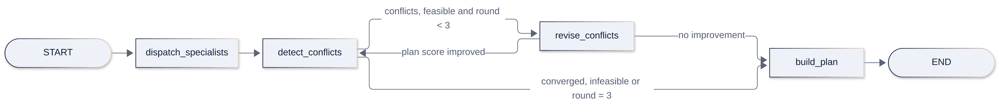 START
dispatch_specialists
detect_conflicts
conflicts, feasible and round
< 3
plan score improved
revise_conflicts
no improvement
converged, infeasible or
round = 3
build_plan
END